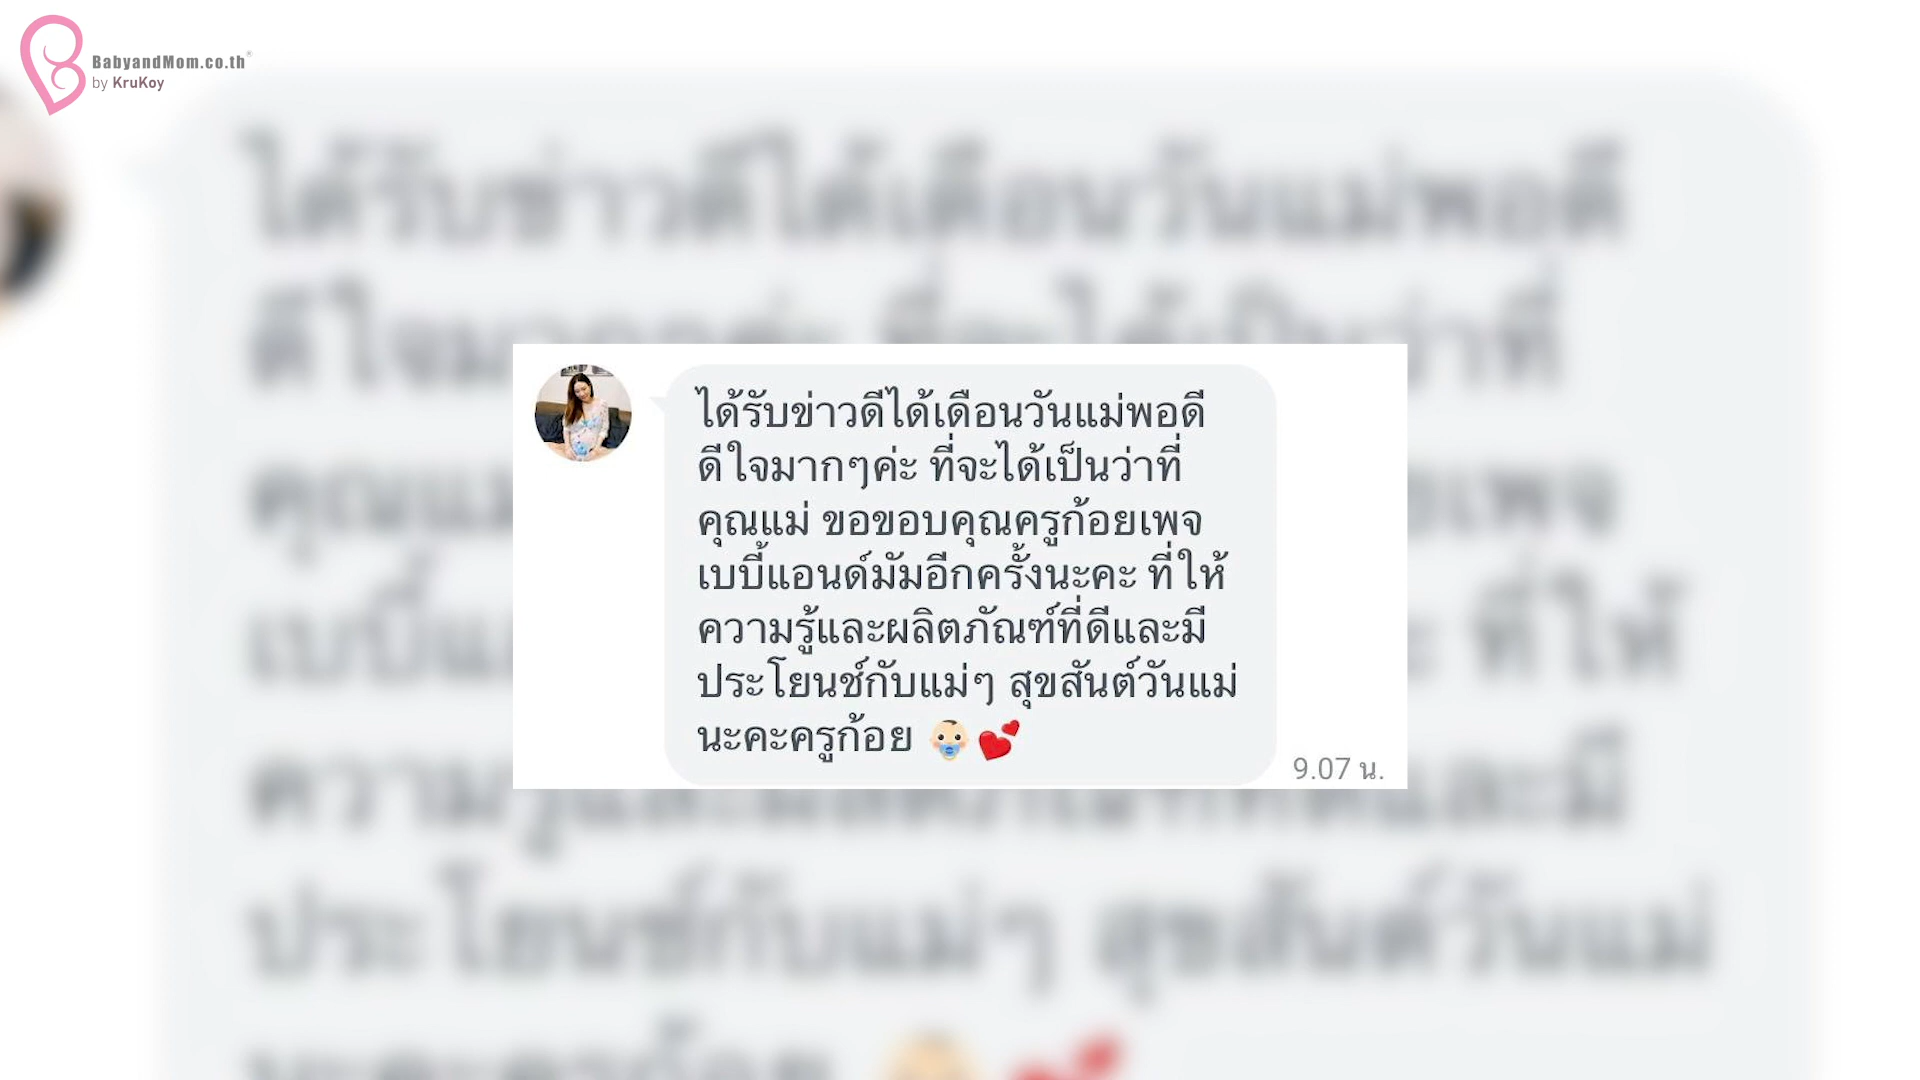 BabyandMom.co.th
by KruKoy
ได้รับข่าวดีได้เดือนวันแม่พอดี
ดีใจมากๆค่ะ ที่จะได้เป็นว่าที่
คุณแม่ ขอขอบคุณครูก้อยเพจ
เบบี้แอนด์มัมอีกครั้งนะคะ ที่ให้
ความรู้และผลิตภัณฑ์ที่ดีและมี
ประโยนช์กับแม่ๆ สุขสันต์วันแม่
นะคะครูก้อย 👶🏻💕
9.07 น.